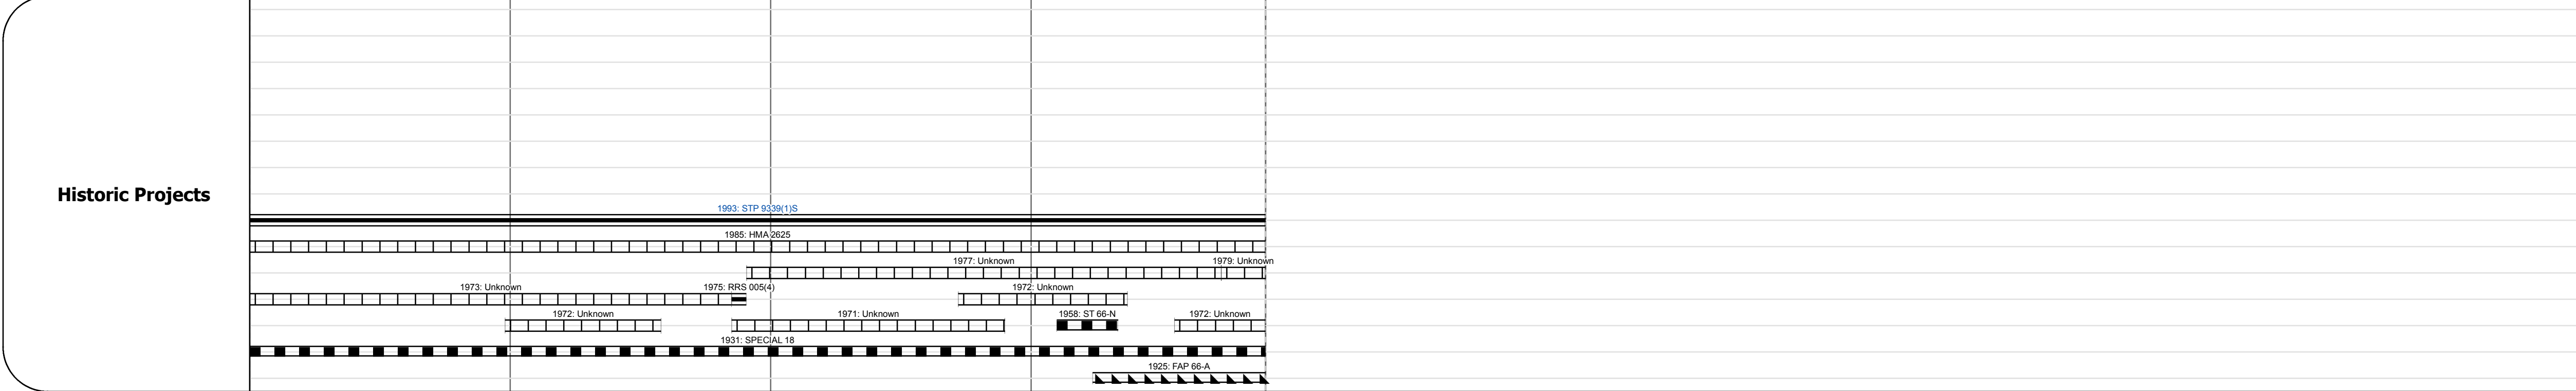 Historic Projects
1993: STP 9339(1)S
1985: HMA 2625
1977: Unknown
1979: Unknown
1973: Unknown
1975: RRS 005(4)
1972: Unknown
1972: Unknown
1971: Unknown
1958: ST 66-N
1972: Unknown
1931: SPECIAL 18
1925: FAP 66-A